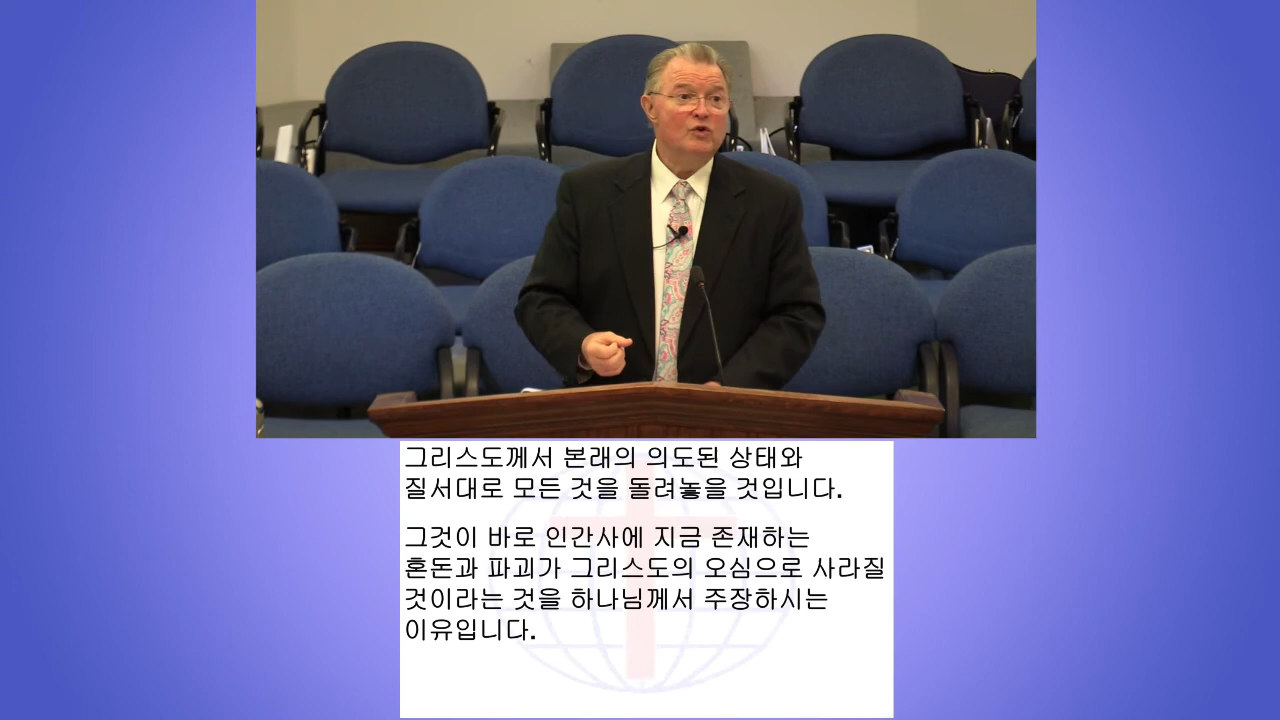 그리스도께서 본래의 의도된 상태와
질서대로 모든 것을 돌려놓을 것입니다.
그것이 바로 인간사에 지금 존재하는
혼돈과 파괴가 그리스도의 오심으로 사라질
것이라는 것을 하나님께서 주장하시는
이유입니다.